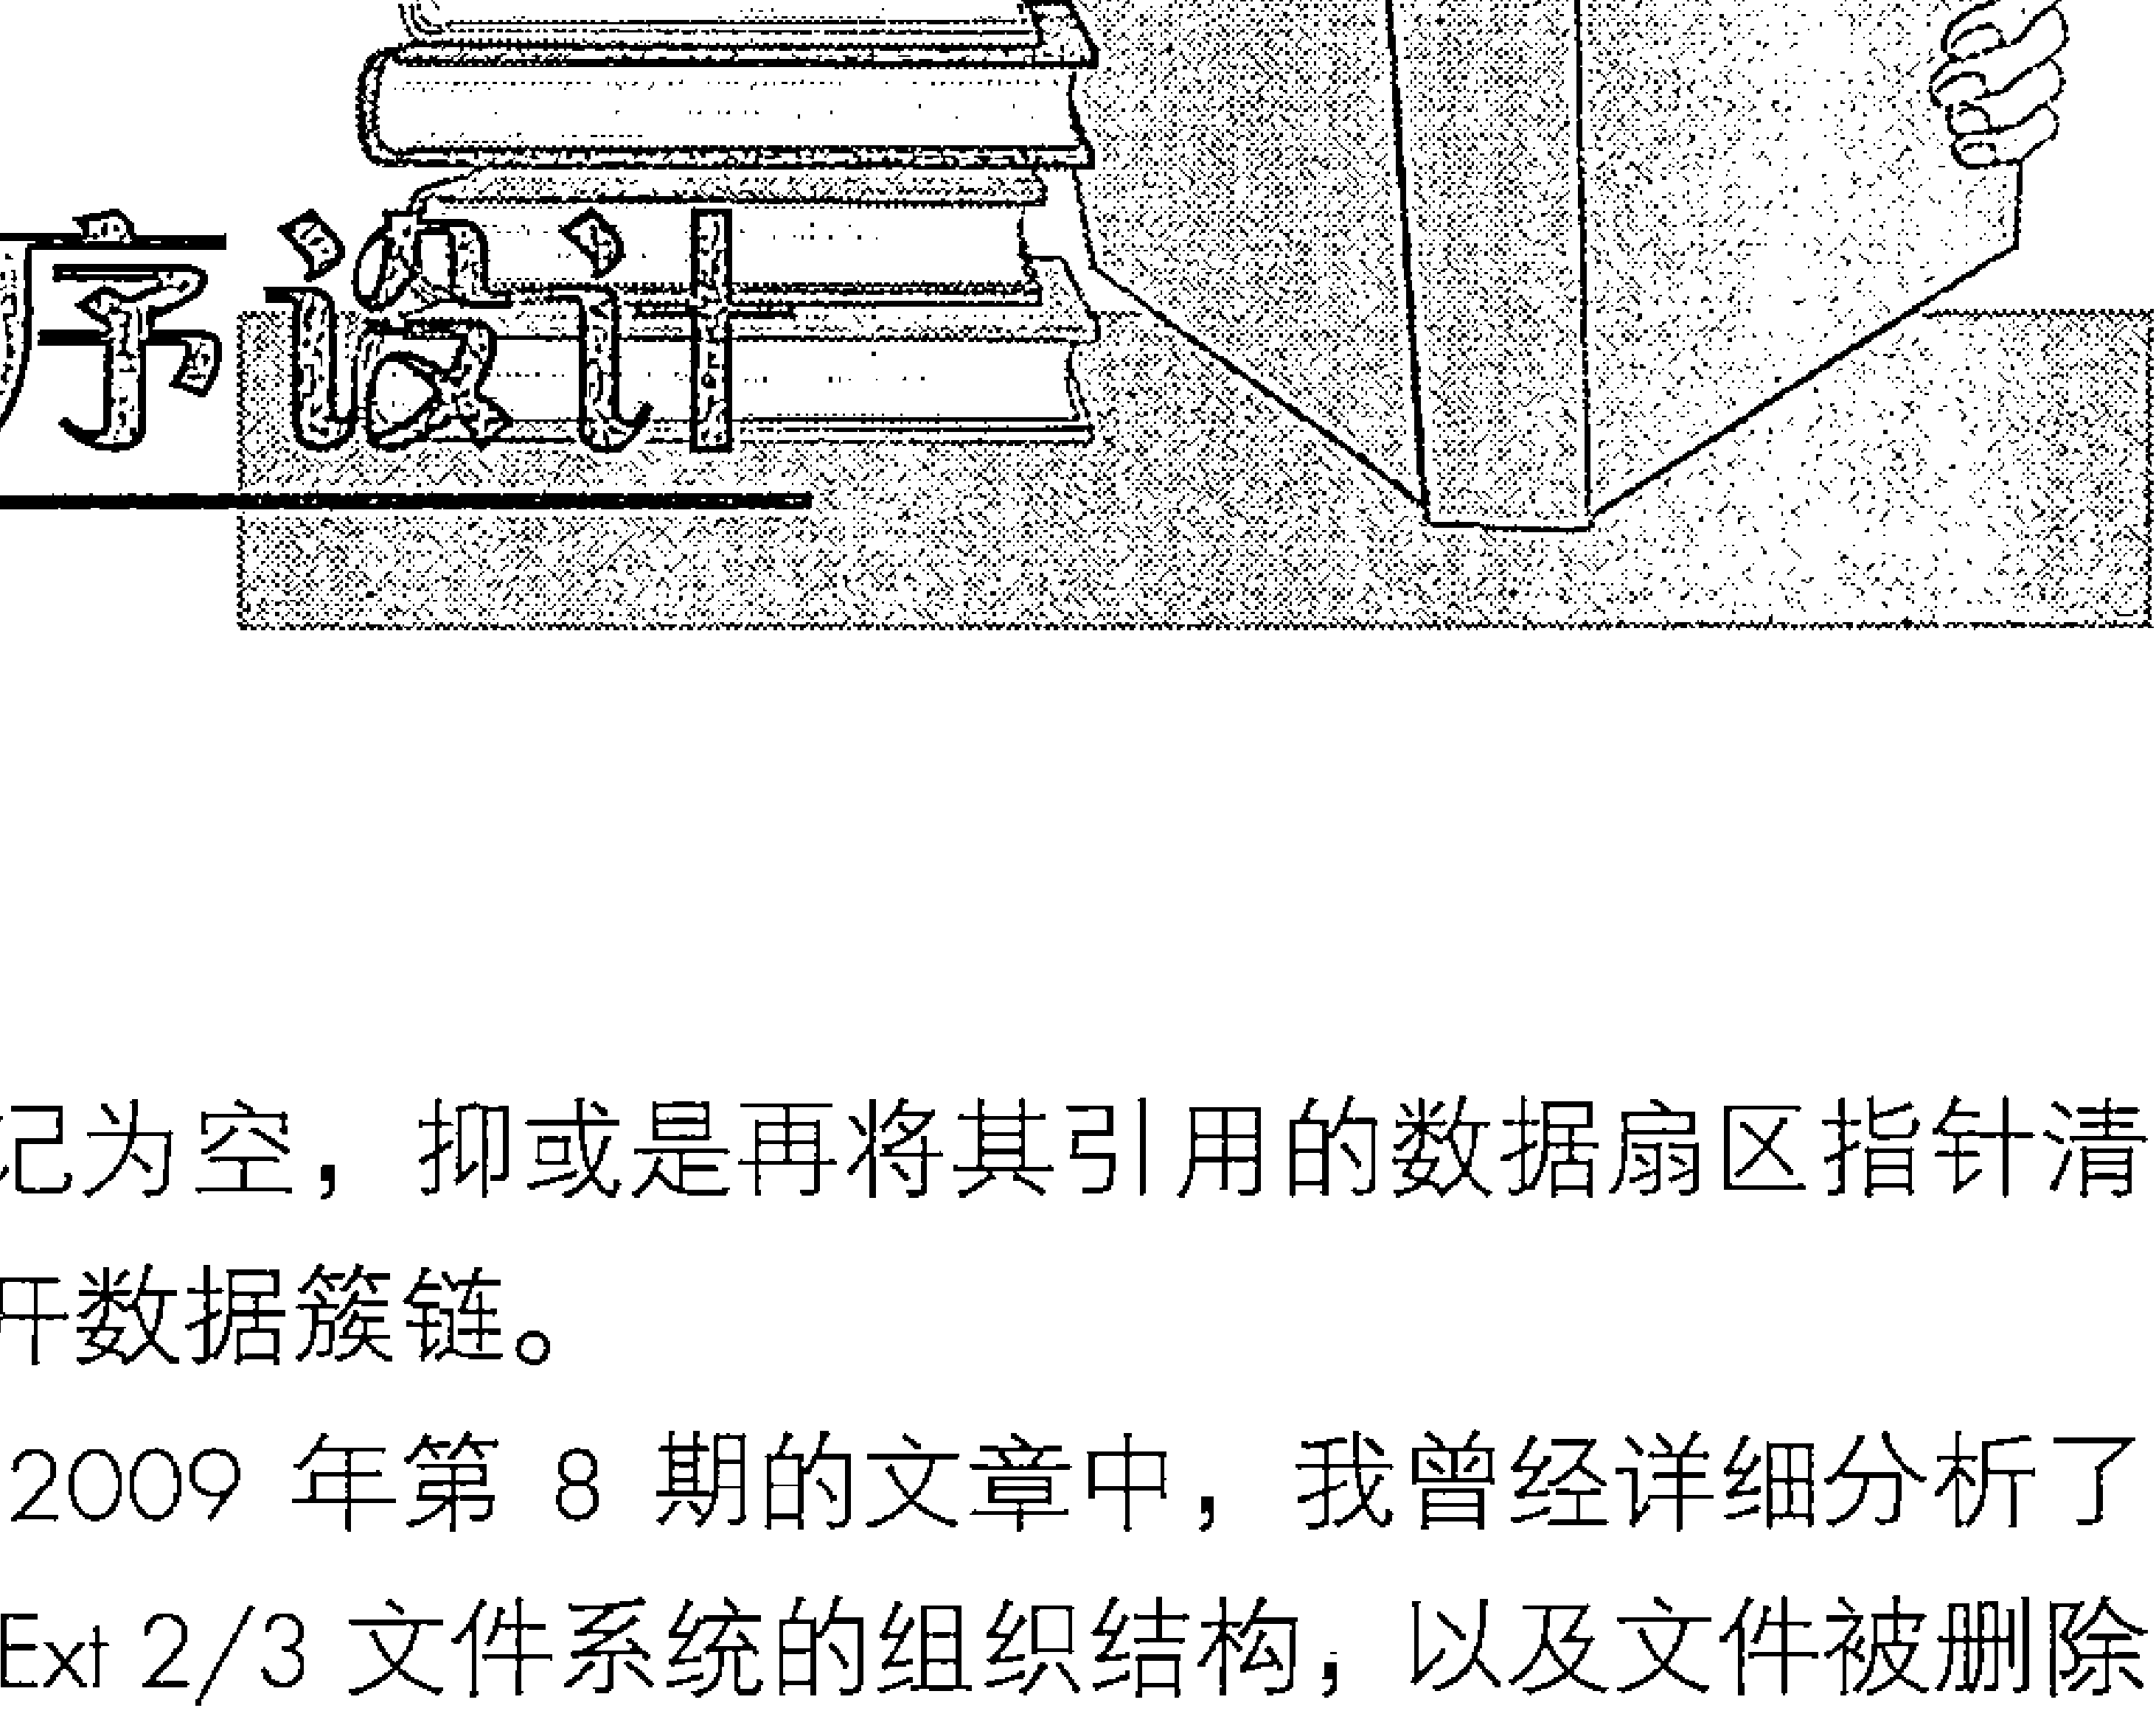 序设计
记为空，抑或是再将其引用的数据扇区指针清
开数据簇链。
2009 年第 8 期的文章中，我曾经详细分析了
Ext 2/3 文件系统的组织结构，以及文件被删除